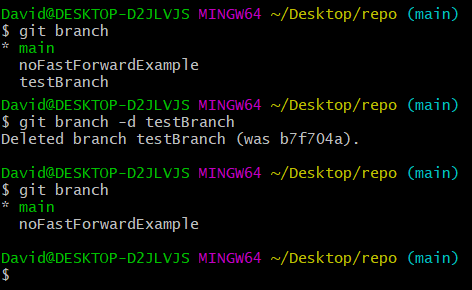 David@DESKTOP-D2JLVJS MINGW64 ~/Desktop/repo (main)
$ git branch
* main
  noFastForwardExample
  testBranch
David@DESKTOP-D2JLVJS MINGW64 ~/Desktop/repo (main)
$ git branch -d testBranch
Deleted branch testBranch (was b7f704a).
David@DESKTOP-D2JLVJS MINGW64 ~/Desktop/repo (main)
$ git branch
* main
  noFastForwardExample
David@DESKTOP-D2JLVJS MINGW64 ~/Desktop/repo (main)
$